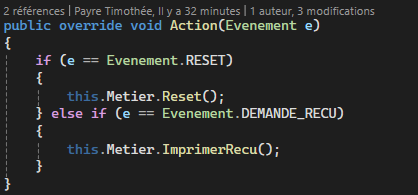 2 références | Payre Timothée, Il y a 32 minutes | 1 auteur, 3 modifications
public override void Action(Evenement e)
{
    if (e == Evenement.RESET)
    {
        this.Metier.Reset();
    } else if (e == Evenement.DEMANDE_RECU)
    {
        this.Metier.ImprimerRecu();
    }
}